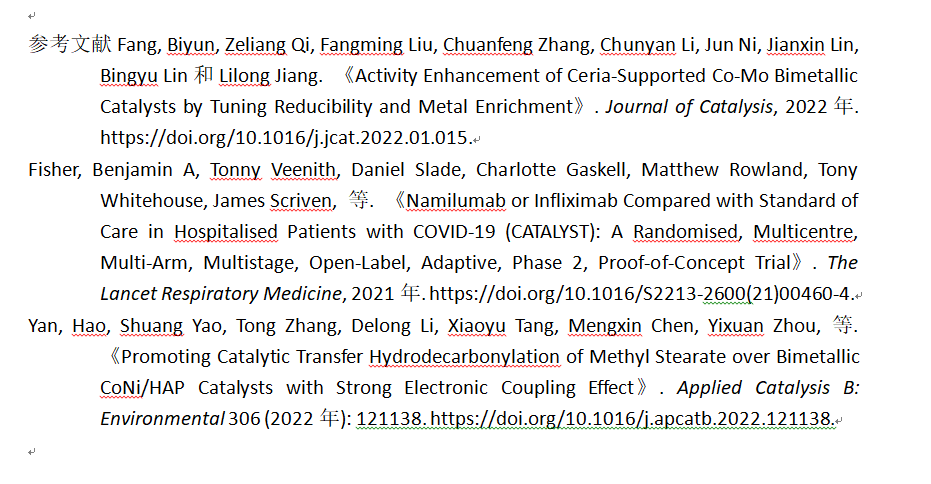 参考文献 Fang, Biyun, Zeliang Qi, Fangming Liu, Chuanfeng Zhang, Chunyan Li, Jun Ni, Jianxin Lin,
Bingyu Lin 和 Lilong Jiang. 《Activity Enhancement of Ceria-Supported Co-Mo Bimetallic
Catalysts by Tuning Reducibility and Metal Enrichment》. Journal of Catalysis, 2022 年.
https://doi.org/10.1016/j.jcat.2022.01.015.
Fisher, Benjamin A, Tonny Veenith, Daniel Slade, Charlotte Gaskell, Matthew Rowland, Tony
Whitehouse, James Scriven, 等. 《Namilumab or Infliximab Compared with Standard of
Care in Hospitalised Patients with COVID-19 (CATALYST): A Randomised, Multicentre,
Multi-Arm, Multistage, Open-Label, Adaptive, Phase 2, Proof-of-Concept Trial》. The
Lancet Respiratory Medicine, 2021 年. https://doi.org/10.1016/S2213-2600(21)00460-4.
Yan, Hao, Shuang Yao, Tong Zhang, Delong Li, Xiaoyu Tang, Mengxin Chen, Yixuan Zhou, 等.
《Promoting Catalytic Transfer Hydrodecarbonylation of Methyl Stearate over Bimetallic
CoNi/HAP Catalysts with Strong Electronic Coupling Effect》. Applied Catalysis B:
Environmental 306 (2022 年): 121138. https://doi.org/10.1016/j.apcatb.2022.121138.